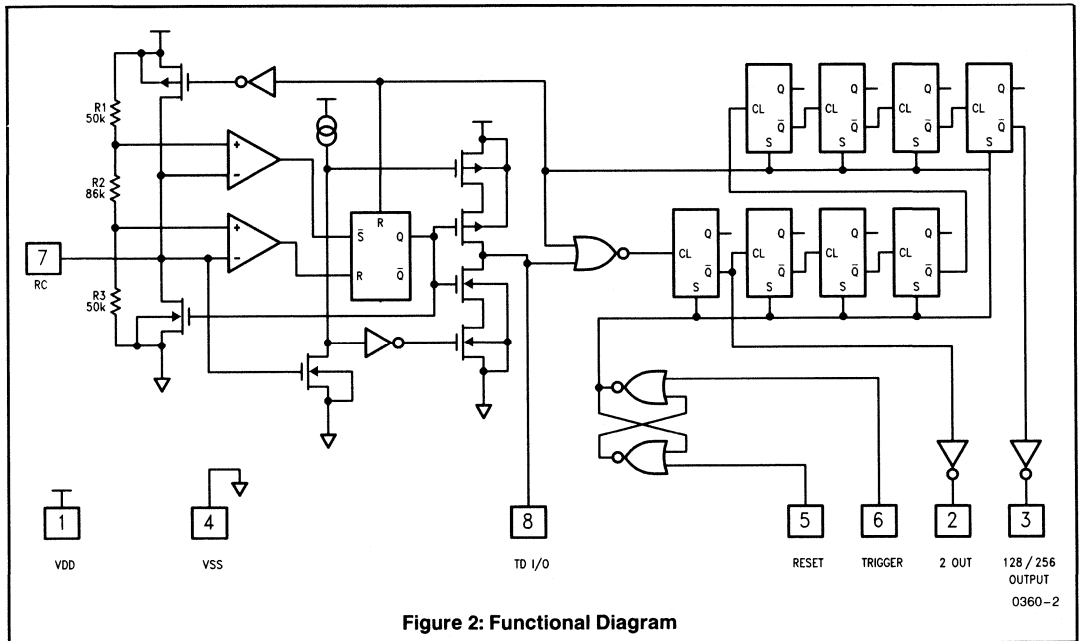 R1
50k
R2
86k
R3
50k
7
RC
+
-
+
-
R
S̅
Q
R
Q̅
Q
CL
Q̅
S
Q
CL
Q̅
S
Q
CL
Q̅
S
Q
CL
Q̅
S
Q
CL
Q̅
S
Q
CL
Q̅
S
Q
CL
Q̅
S
Q
CL
Q̅
S
1
VDD
4
VSS
8
TD I/O
5
RESET
6
TRIGGER
2
2 OUT
3
128/256
OUTPUT
0360-2
Figure 2: Functional Diagram